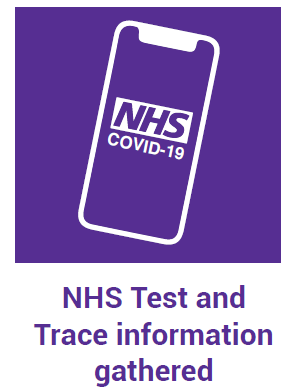 NHS
COVID-19
NHS Test and
Trace information
gathered